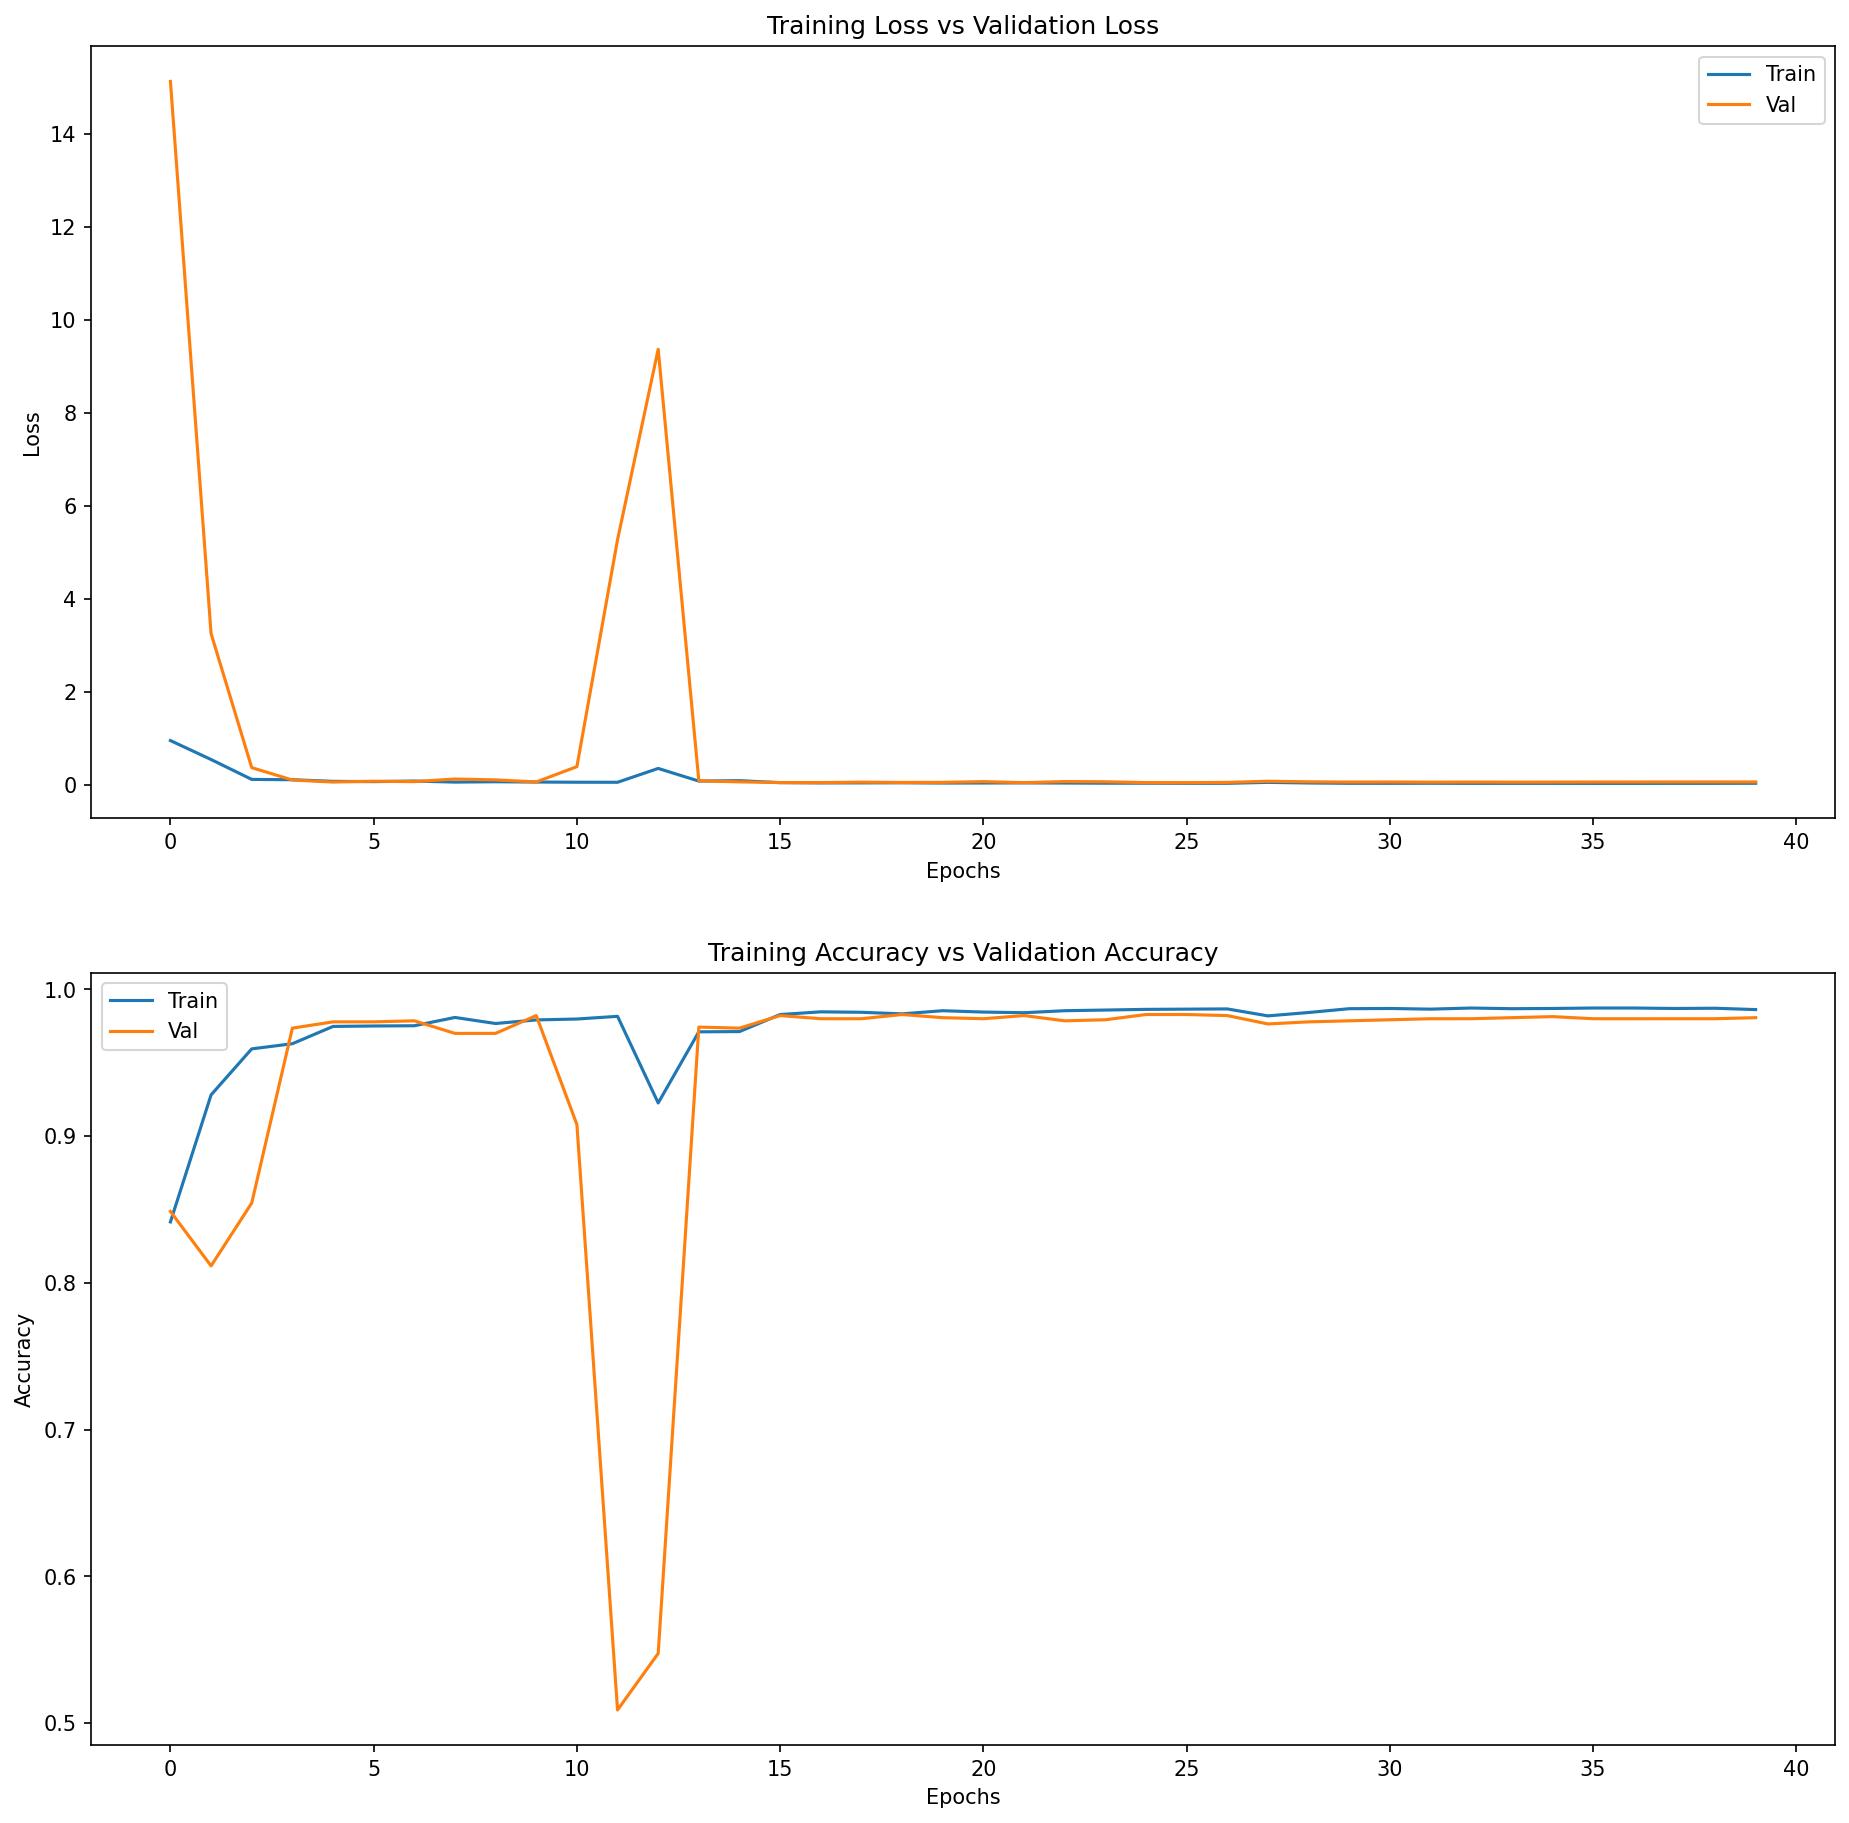 Training Loss vs Validation Loss
Train
Val
14
12
10
8
6
4
2
0
Loss
0 5 10 15 20 25 30 35 40
Epochs
Training Accuracy vs Validation Accuracy
Train
Val
1.0
0.9
0.8
0.7
0.6
0.5
Accuracy
0 5 10 15 20 25 30 35 40
Epochs